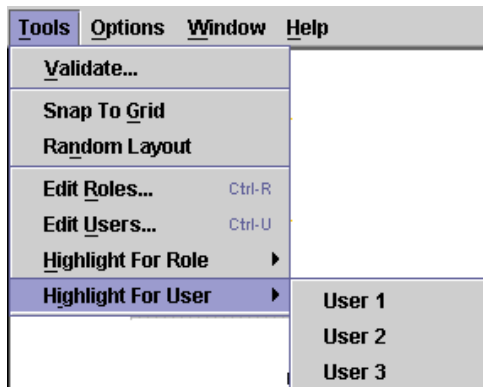 Tools Options Window Help
Validate...
Snap To Grid
Random Layout
Edit Roles... Ctrl-R
Edit Users... Ctrl-U
Highlight For Role
Highlight For User
User 1
User 2
User 3